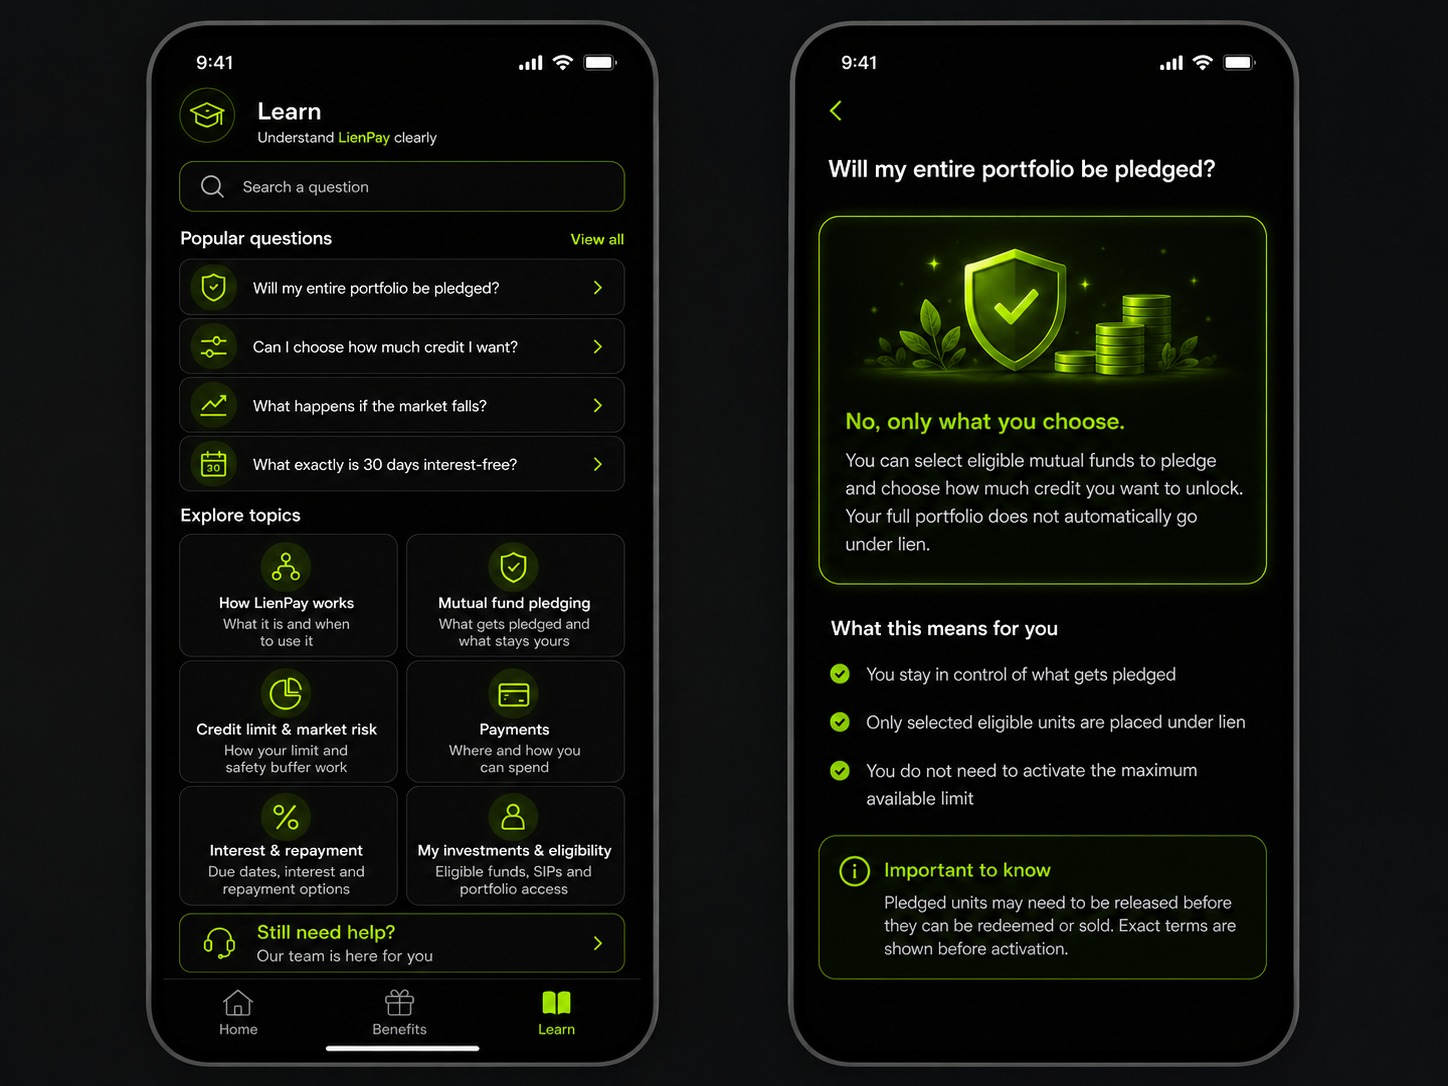 9:41
Learn
Understand LienPay clearly
Search a question
Popular questions
View all
Will my entire portfolio be pledged?
Can I choose how much credit I want?
What happens if the market falls?
30
What exactly is 30 days interest-free?
Explore topics
How LienPay works
What it is and when
to use it
Mutual fund pledging
What gets pledged and
what stays yours
Credit limit & market risk
How your limit and
safety buffer work
Payments
Where and how you
can spend
Interest & repayment
Due dates, interest and
repayment options
My investments & eligibility
Eligible funds, SIPs and
portfolio access
Still need help?
Our team is here for you
Home
Benefits
Learn
9:41
Will my entire portfolio be pledged?
No, only what you choose.
You can select eligible mutual funds to pledge
and choose how much credit you want to unlock.
Your full portfolio does not automatically go
under lien.
What this means for you
You stay in control of what gets pledged
Only selected eligible units are placed under lien
You do not need to activate the maximum
available limit
Important to know
Pledged units may need to be released before
they can be redeemed or sold. Exact terms are
shown before activation.